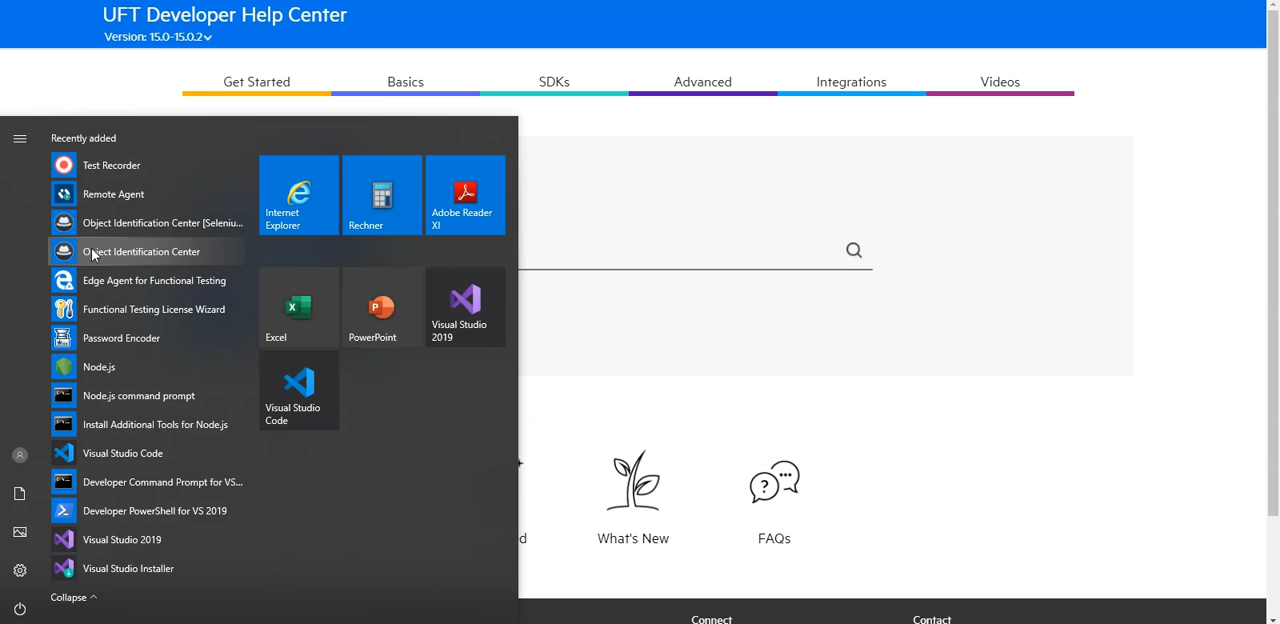 UFT Developer Help Center
Version: 15.0-15.0.2
Get Started
Basics
SDKs
Advanced
Integrations
Videos
Recently added
Test Recorder
Remote Agent
Object Identification Center [Seleniu...
Object Identification Center
Edge Agent for Functional Testing
Functional Testing License Wizard
Password Encoder
Node.js
Node.js command prompt
Install Additional Tools for Node.js
Visual Studio Code
Developer Command Prompt for VS...
Developer PowerShell for VS 2019
Visual Studio 2019
Visual Studio Installer
Collapse
Internet
Explorer
Rechner
Adobe Reader
XI
Excel
PowerPoint
Visual Studio
2019
Visual Studio
Code
d
What's New
FAQs
Connect
Contact